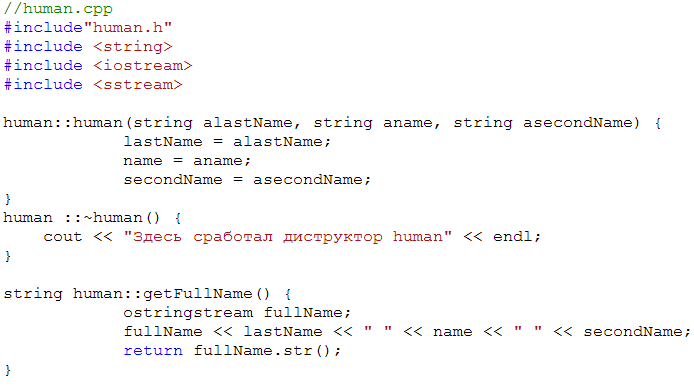 //human.cpp
#include"human.h"
#include <string>
#include <iostream>
#include <sstream>
human::human(string alastName, string aname, string asecondName) {
lastName = alastName;
name = aname;
secondName = asecondName;
}
human ::~human() {
cout << "Здесь сработал диструктор human" << endl;
}
string human::getFullName() {
ostringstream fullName;
fullName << lastName << " " << name << " " << secondName;
return fullName.str();
}